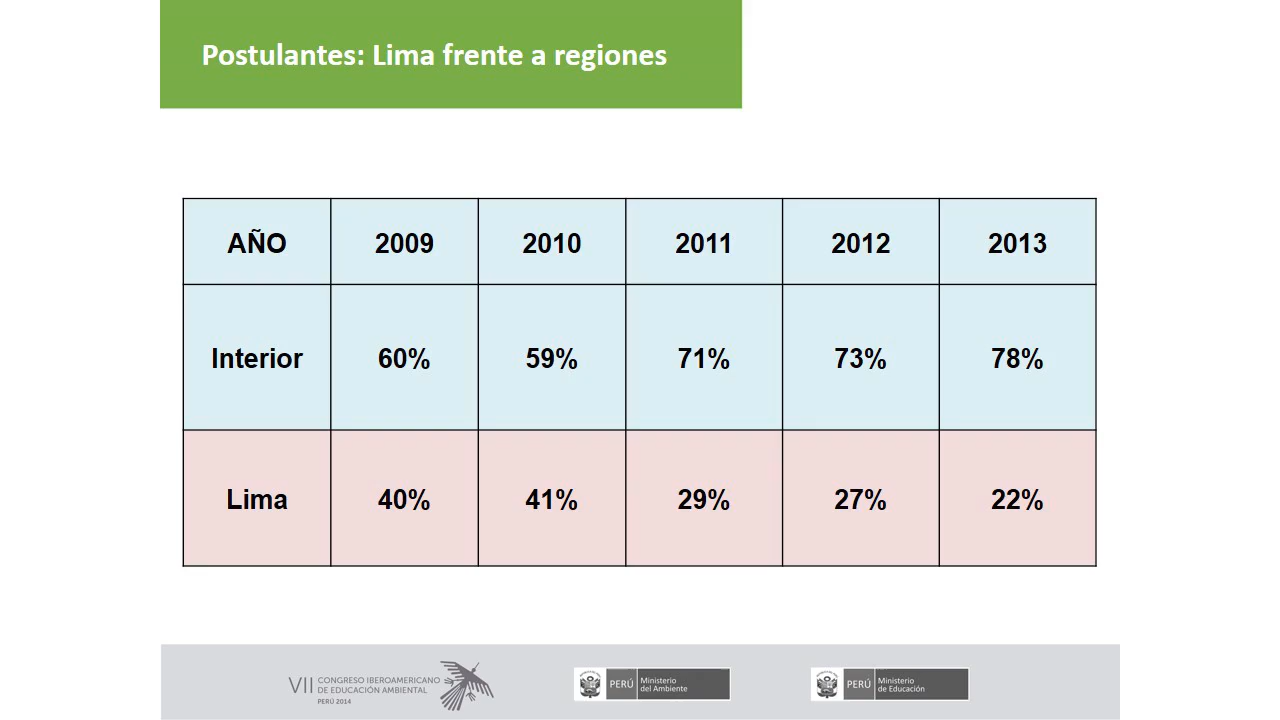 Postulantes: Lima frente a regiones
AÑO 2009 2010 2011 2012 2013
Interior 60% 59% 71% 73% 78%
Lima 40% 41% 29% 27% 22%
VII CONGRESO IBEROAMERICANO
DE EDUCACIÓN AMBIENTAL
PERÚ 2014
PERÚ Ministerio
del Ambiente
PERÚ Ministerio
de Educación